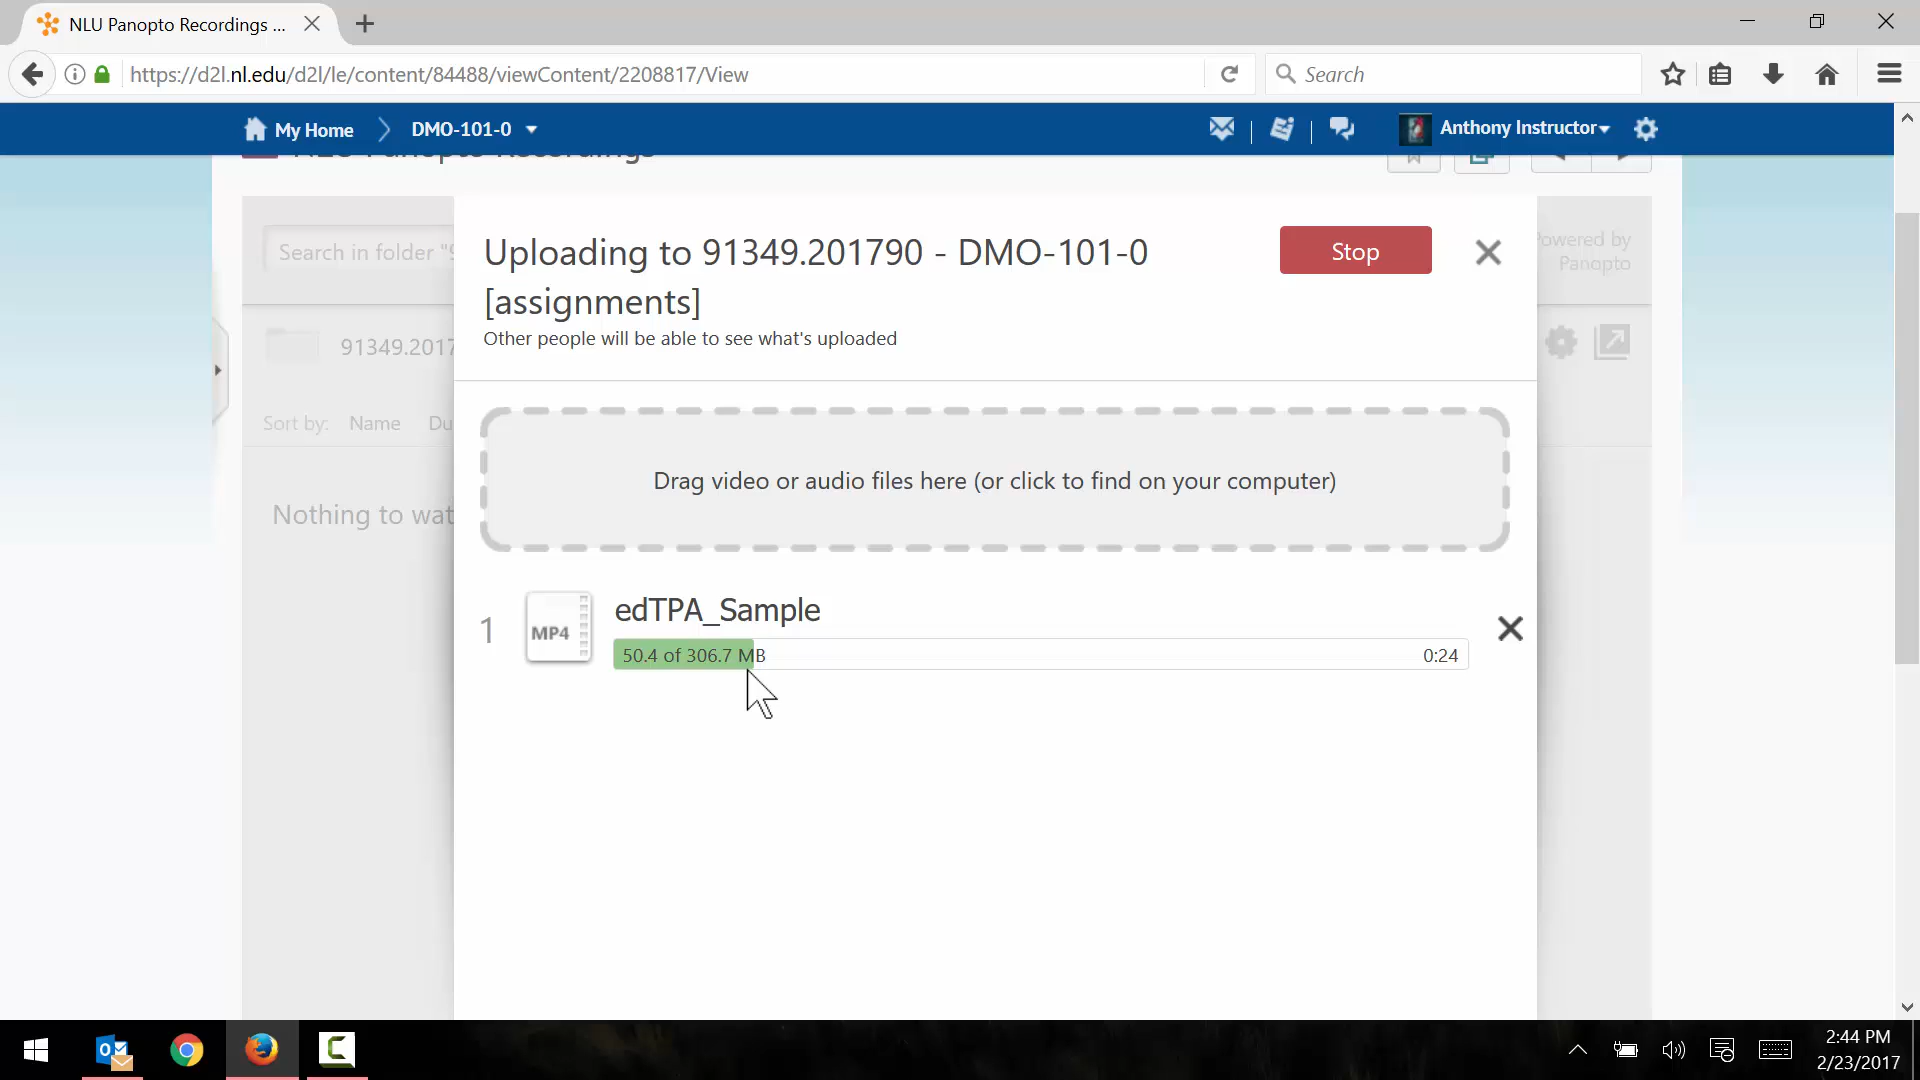 NLU Panopto Recordings ...
https://d2l.nl.edu/d2l/le/content/84488/viewContent/2208817/View
Search
My Home
DMO-101-0
Anthony Instructor
NLU Panopto Recordings
Search in folder "9
Uploading to 91349.201790 - DMO-101-0
[assignments]
Stop
Powered by
Panopto
Other people will be able to see what's uploaded
91349.2017
Sort by: Name Du
Drag video or audio files here (or click to find on your computer)
Nothing to wat
1
MP4
edTPA_Sample
50.4 of 306.7 MB
0:24
2:44 PM
2/23/2017